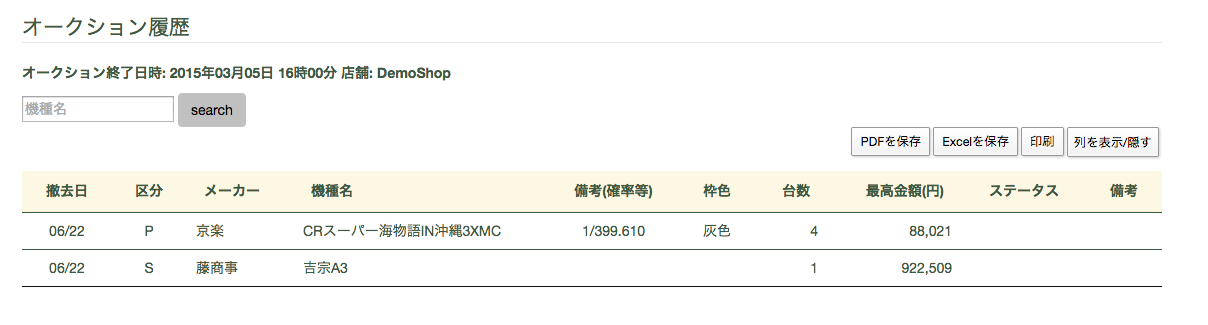 オークション履歴
オークション終了日時: 2015年03月05日 16時00分 店舗: DemoShop
機種名 search
PDFを保存 Excelを保存 印刷 列を表示/隠す
撤去日 区分 メーカー 機種名 備考(確率等) 枠色 台数 最高金額(円) ステータス 備考
06/22 P 京楽 CRスーパー海物語IN沖縄3XMC 1/399.610 灰色 4 88,021
06/22 S 藤商事 吉宗A3 1 922,509